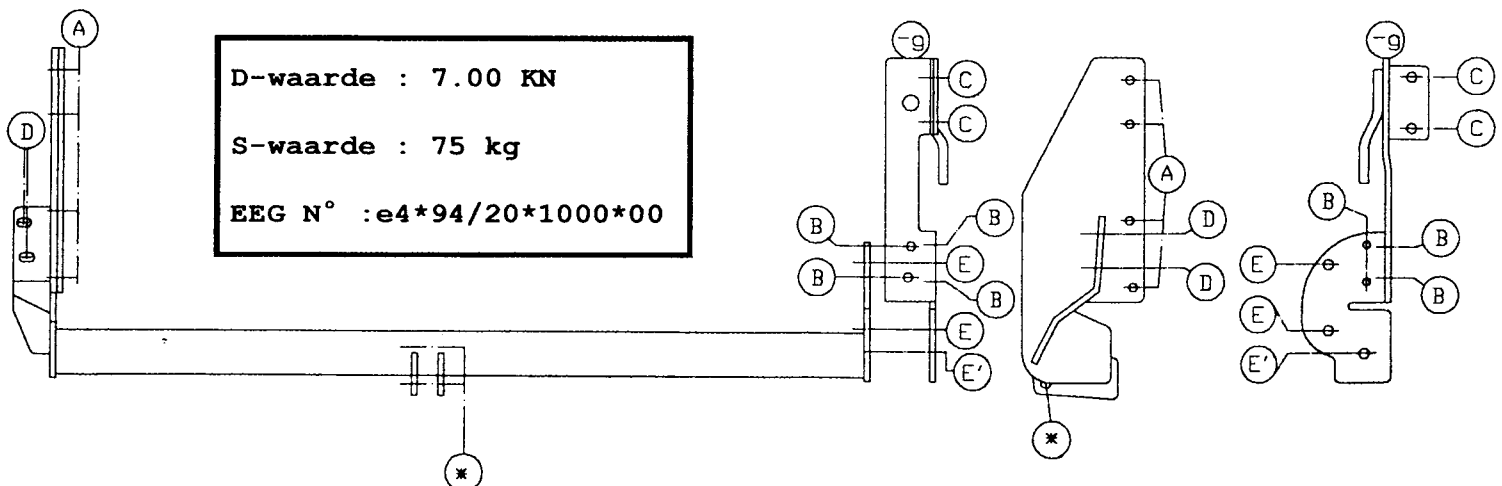 A
D
D-waarde : 7.00 KN
S-waarde : 75 kg
EEG N° :e4*94/20*1000*00
*
-g
C
C
B
B
E
B
B
E
E'
A
D
D
*
-g
C
C
B
B
E
B
E
E'